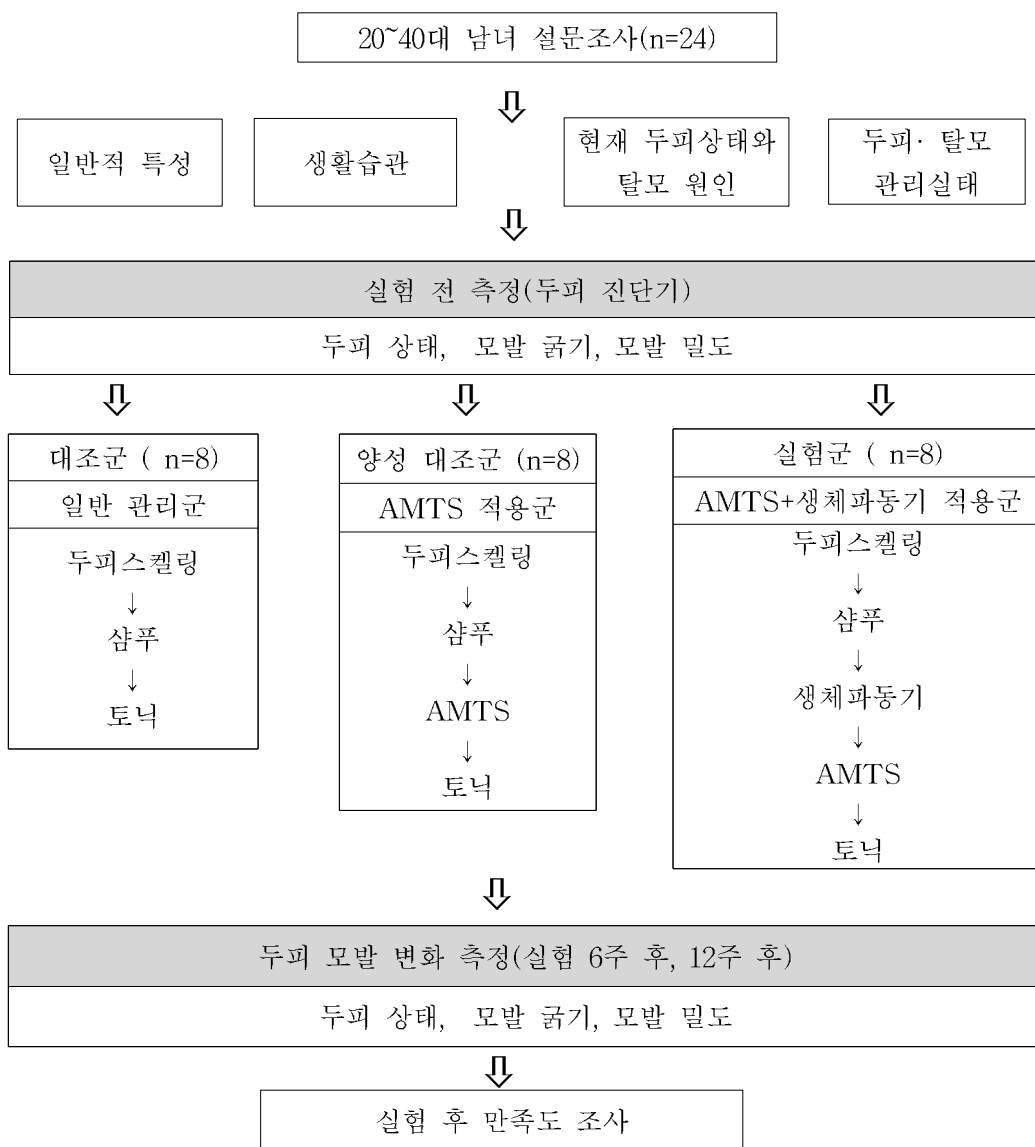 20~40대 남녀 설문조사(n=24)
⇩
일반적 특성
생활습관
현재 두피상태와
탈모 원인
두피· 탈모
관리실태
⇩
실험 전 측정(두피 진단기)
두피 상태, 모발 굵기, 모발 밀도
⇩ ⇩ ⇩
대조군 ( n=8)
일반 관리군
두피스켈링
↓
샴푸
↓
토닉
양성 대조군 (n=8)
AMTS 적용군
두피스켈링
↓
샴푸
↓
AMTS
↓
토닉
실험군 ( n=8)
AMTS+생체파동기 적용군
두피스켈링
↓
샴푸
↓
생체파동기
↓
AMTS
↓
토닉
⇩
두피 모발 변화 측정(실험 6주 후, 12주 후)
두피 상태, 모발 굵기, 모발 밀도
⇩
실험 후 만족도 조사